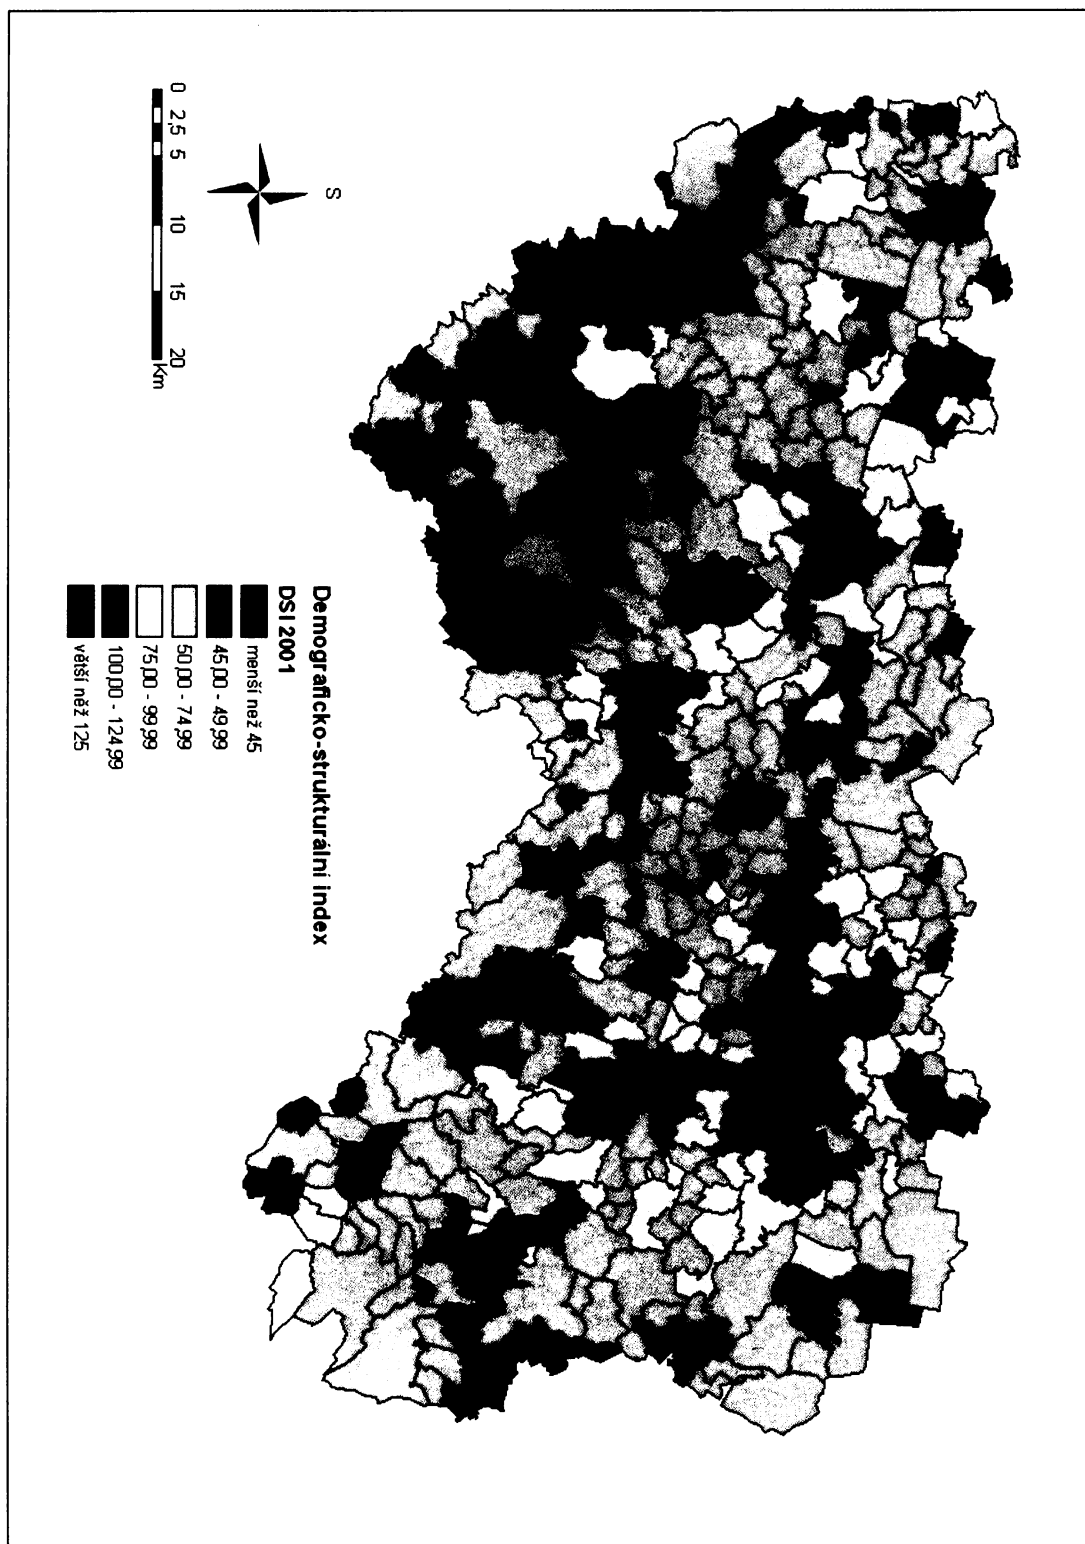 S
0 2,5 5 10 15 20
Km
Demograficko-strukturální index
DSI 2001
menší než 45
45,00 - 49,99
50,00 - 74,99
75,00 - 99,99
100,00 - 124,99
větší něž 125